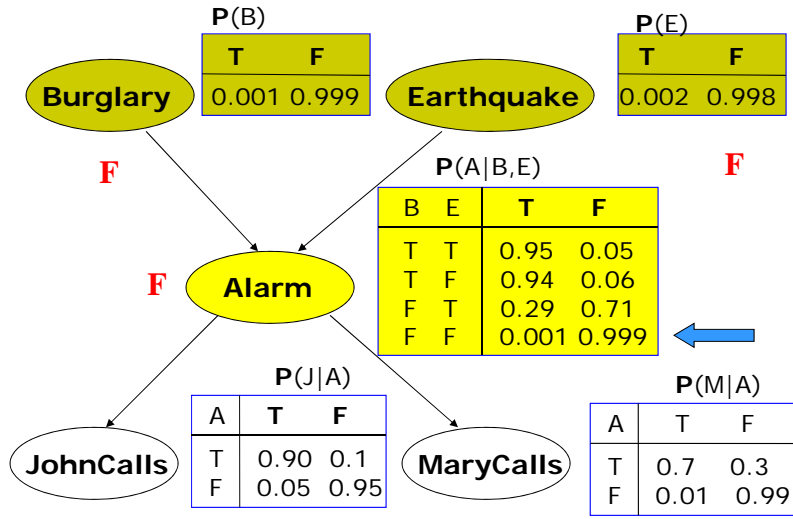 P(B)
T F
0.001 0.999
P(E)
T F
0.002 0.998
Burglary
Earthquake
F
F
P(A|B,E)
B E T F
T T 0.95 0.05
T F 0.94 0.06
F T 0.29 0.71
F F 0.001 0.999
F
Alarm
P(J|A)
A T F
T 0.90 0.1
F 0.05 0.95
P(M|A)
A T F
T 0.7 0.3
F 0.01 0.99
JohnCalls
MaryCalls